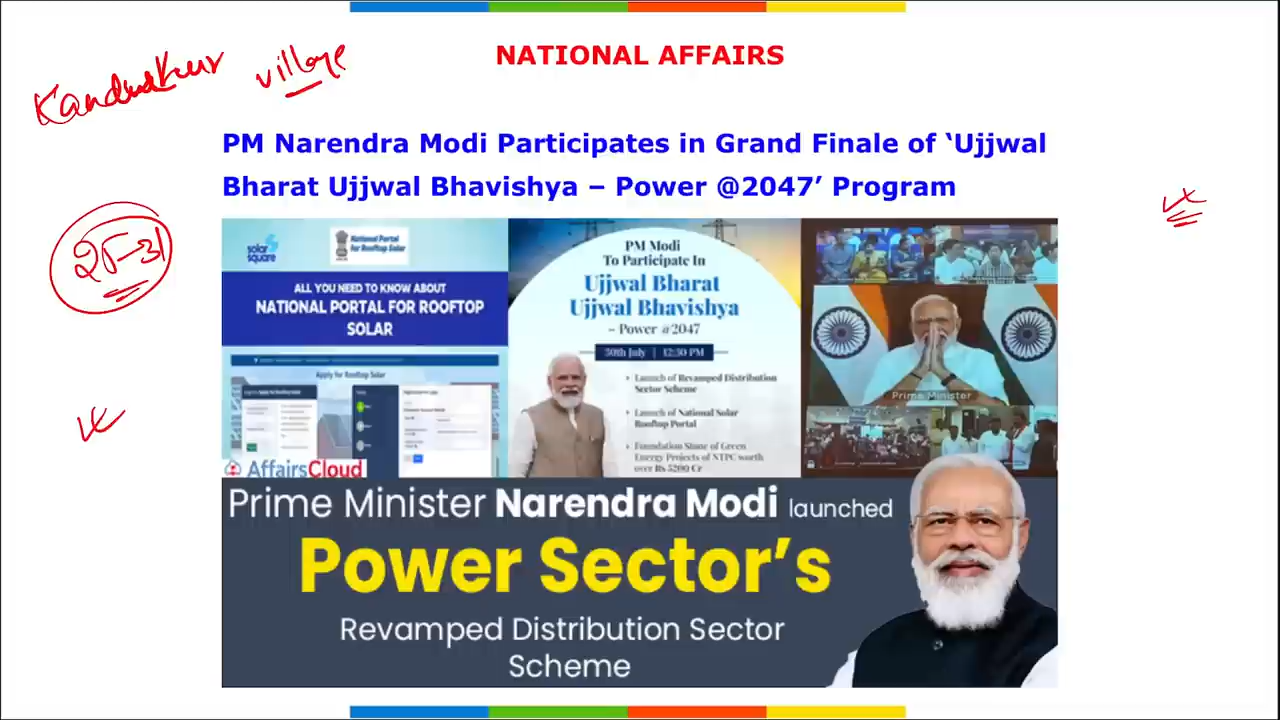 NATIONAL AFFAIRS
village
PM Narendra Modi Participates in Grand Finale of ‘Ujjwal
Bharat Ujjwal Bhavishya – Power @2047’ Program
25-31
solar
square
National Portal
for Rooftop Solar
ALL YOU NEED TO KNOW ABOUT
NATIONAL PORTAL FOR ROOFTOP
SOLAR
Apply for Rooftop Solar
AffairsCloud
PM Modi
To Participate In
Ujjwal Bharat
Ujjwal Bhavishya
– Power @2047
30th July | 12:30 PM
Launch of Revamped Distribution
Sector Scheme
Launch of National Solar
Rooftop Portal
Foundation Stone of Green
Energy Projects of NTPC worth
over Rs 5200 Cr
Prime Minister
Prime Minister Narendra Modi launched
Power Sector’s
Revamped Distribution Sector
Scheme